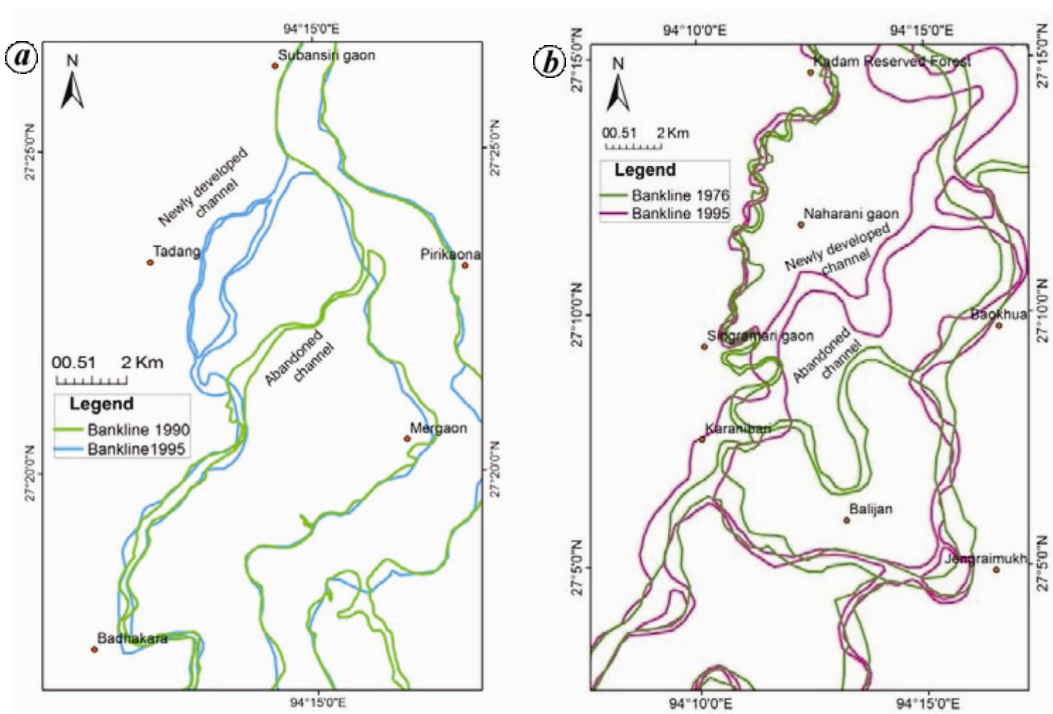 a
94°15'0"E
N
Subansiri gaon
27°25'0"N
27°25'0"N
Newly developed
channel
Tadang
Pirikaona
Abandoned
channel
00.51 2 Km
Legend
Bankline 1990
Bankline1995
Mergaon
27°20'0"N
27°20'0"N
Badhakara
94°15'0"E
b
94°10'0"E
94°15'0"E
27°15'0"N
27°15'0"N
N
Kadam Reserved Forest
00.51 2 Km
Legend
Bankline 1976
Bankline 1995
Naharani gaon
Newly developed
channel
27°10'0"N
27°10'0"N
Baokhua
Singramari gaon
Abandoned
channel
Karanibari
Balijan
Jengraimukh
27°5'0"N
27°5'0"N
94°10'0"E
94°15'0"E